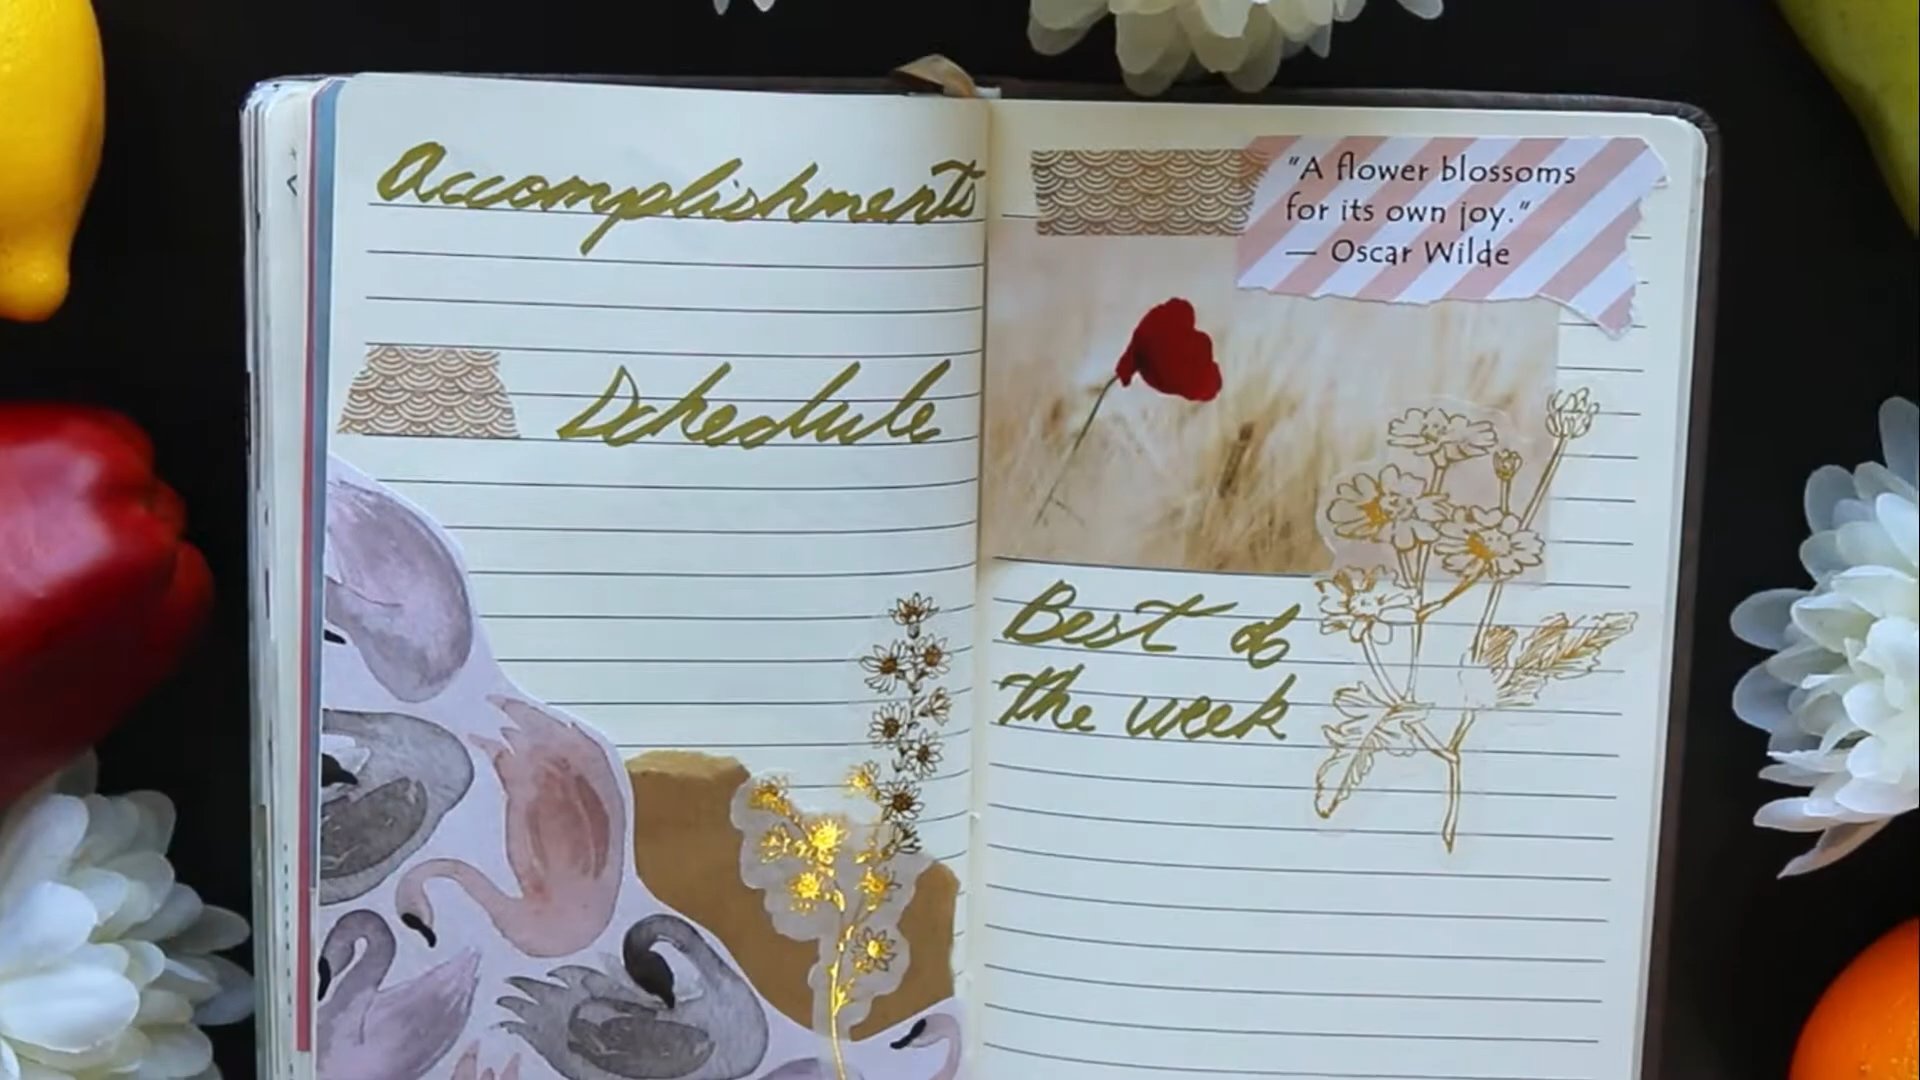 Accomplishments
Schedule
"A flower blossoms
for its own joy."
— Oscar Wilde
Best of
the week